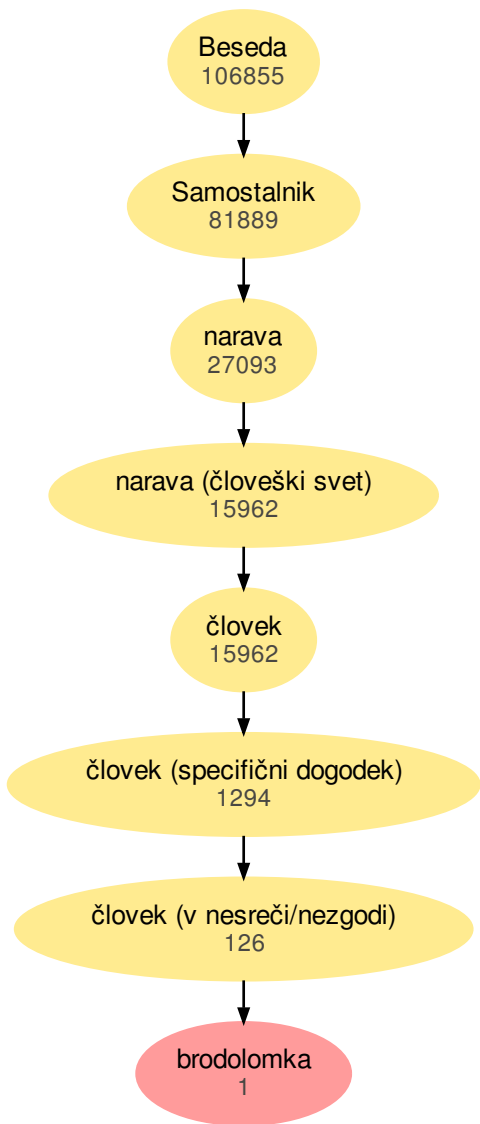 Beseda
106855
Samostalnik
81889
narava
27093
narava (človeški svet)
15962
človek
15962
človek (specifični dogodek)
1294
človek (v nesreči/nezgodi)
126
brodolomka
1